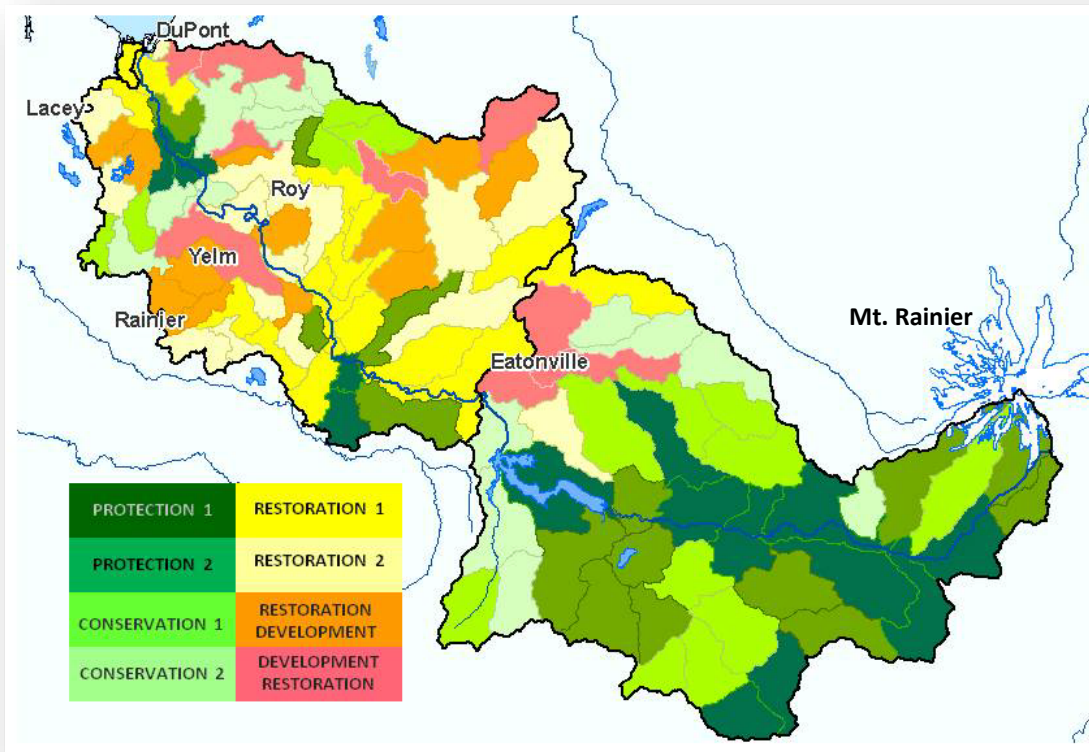 DuPont
Lacey
Roy
Yelm
Rainier
Mt. Rainier
Eatonville
PROTECTION 1
RESTORATION 1
PROTECTION 2
RESTORATION 2
CONSERVATION 1
RESTORATION
DEVELOPMENT
CONSERVATION 2
DEVELOPMENT
RESTORATION